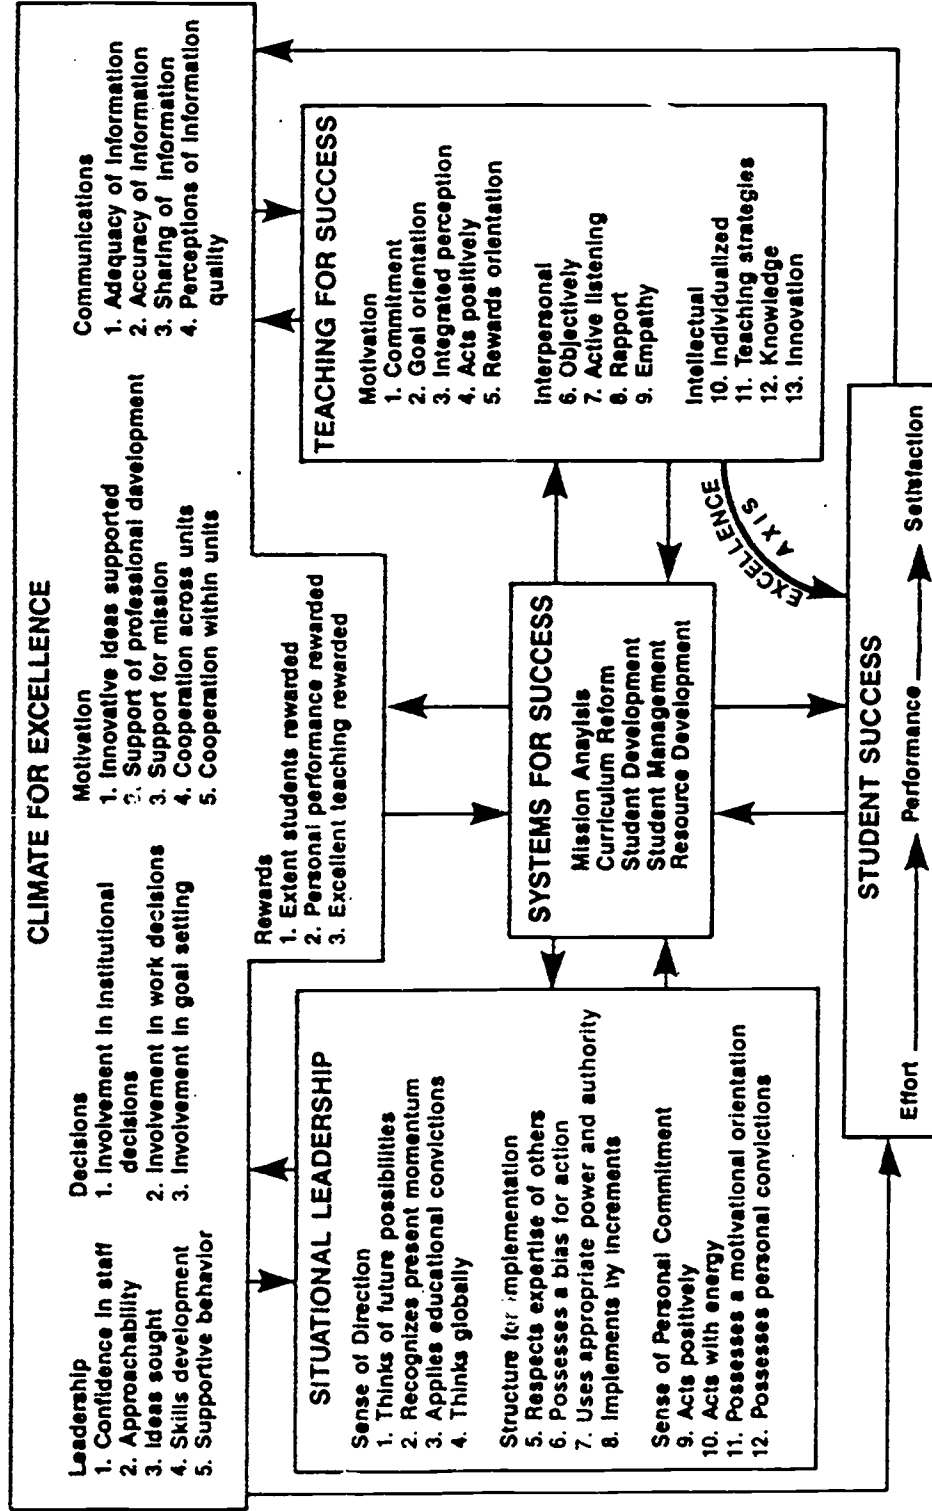 CLIMATE FOR EXCELLENCE
Leadership
1. Confidence in staff
2. Approachability
3. Ideas sought
4. Skills development
5. Supportive behavior
Decisions
1. Involvement in institutional
decisions
2. Involvement in work decisions
3. Involvement in goal setting
Motivation
1. Innovative ideas supported
2. Support of professional development
3. Support for mission
4. Cooperation across units
5. Cooperation within units
Communications
1. Adequacy of information
2. Accuracy of information
3. Sharing of information
4. Perceptions of information
quality
Rewards
1. Extent students rewarded
2. Personal performance rewarded
3. Excellent teaching rewarded
SITUATIONAL LEADERSHIP
Sense of Direction
1. Thinks of future possibilities
2. Recognizes present momentum
3. Applies educational convictions
4. Thinks globally
Structure for implementation
5. Respects expertise of others
6. Possesses a bias for action
7. Uses appropriate power and authority
8. Implements by increments
Sense of Personal Commitment
9. Acts positively
10. Acts with energy
11. Possesses a motivational orientation
12. Possesses personal convictions
SYSTEMS FOR SUCCESS
Mission Anaylsis
Curriculum Reform
Student Development
Student Management
Resource Development
TEACHING FOR SUCCESS
Motivation
1. Commitment
2. Goal orientation
3. Integrated perception
4. Acts positively
5. Rewards orientation
Interpersonal
6. Objectively
7. Active listening
8. Rapport
9. Empathy
Intellectual
10. Individualized
11. Teaching strategies
12. Knowledge
13. Innovation
EXCELLENCE
AXIS
STUDENT SUCCESS
Effort Performance Satisfaction